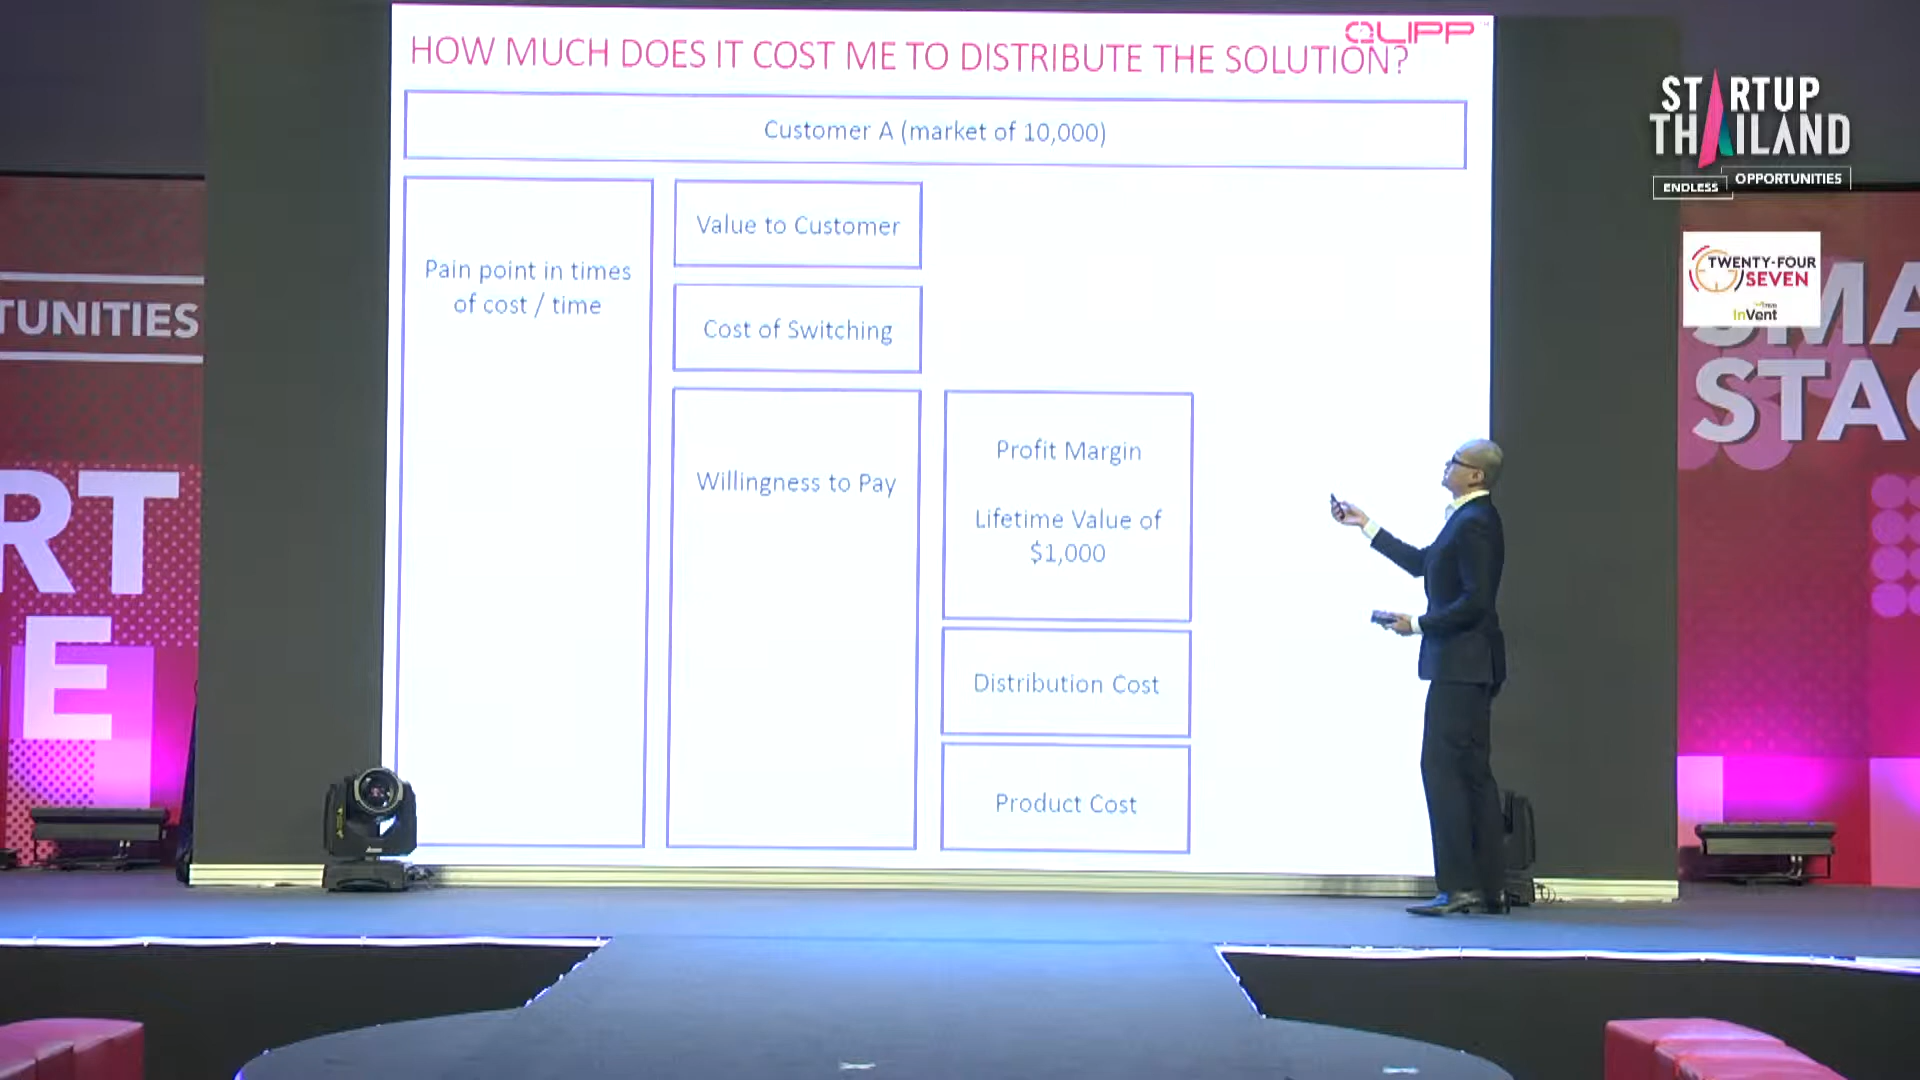 QLIPP
HOW MUCH DOES IT COST ME TO DISTRIBUTE THE SOLUTION?
Customer A (market of 10,000)
Pain point in times
of cost / time
Value to Customer
Cost of Switching
Willingness to Pay
Profit Margin
Lifetime Value of
$1,000
Distribution Cost
Product Cost
STARTUP
THAILAND
ENDLESS
OPPORTUNITIES
TWENTY-FOUR
SEVEN
InVent
TUNITIES
RT
E
SMA
STAG